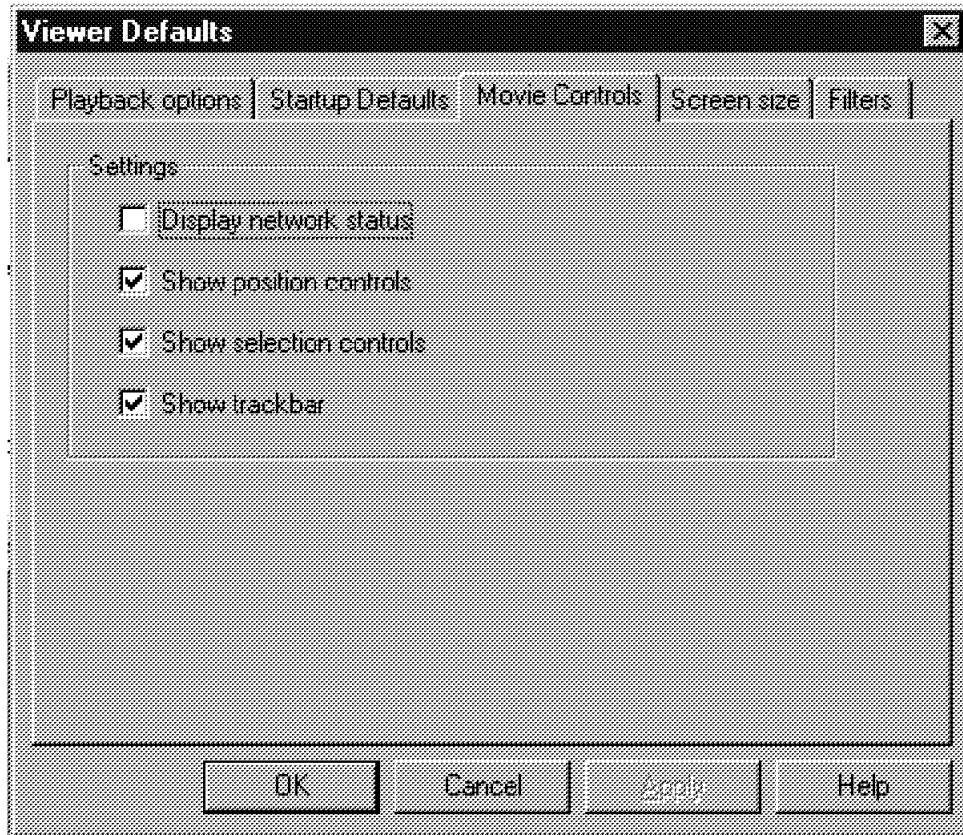 Viewer Defaults
Playback options Startup Defaults Movie Controls Screen size Filters
Settings
Display network status
Show position controls
Show selection controls
Show trackbar
OK Cancel Apply Help